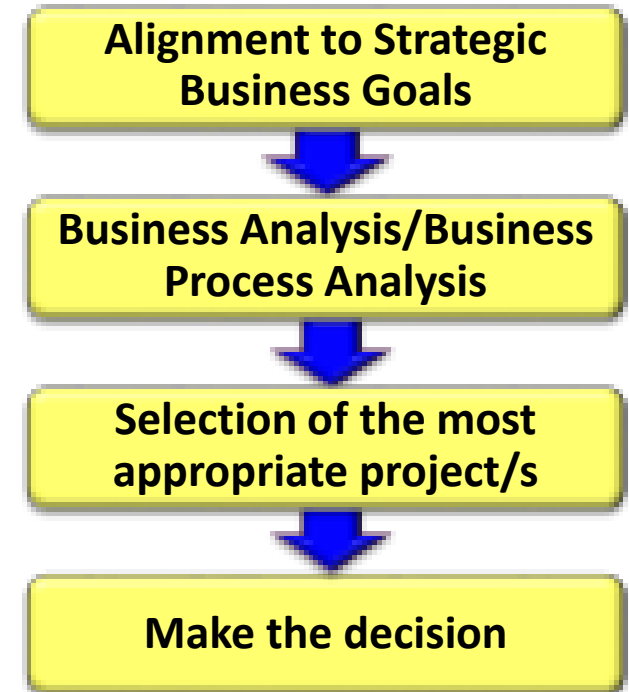 Alignment to Strategic
Business Goals
Business Analysis/Business
Process Analysis
Selection of the most
appropriate project/s
Make the decision